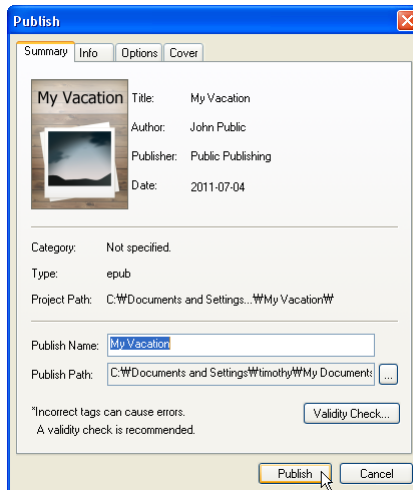 Publish
Summary Info Options Cover
My Vacation
Title: My Vacation
Author: John Public
Publisher: Public Publishing
Date: 2011-07-04
Category: Not specified.
Type: epub
Project Path: C:₩Documents and Settings...₩My Vacation₩
Publish Name: My Vacation
Publish Path: C:₩Documents and Settings₩timothy₩My Documents ...
*Incorrect tags can cause errors.
A validity check is recommended.
Validity Check...
Publish Cancel